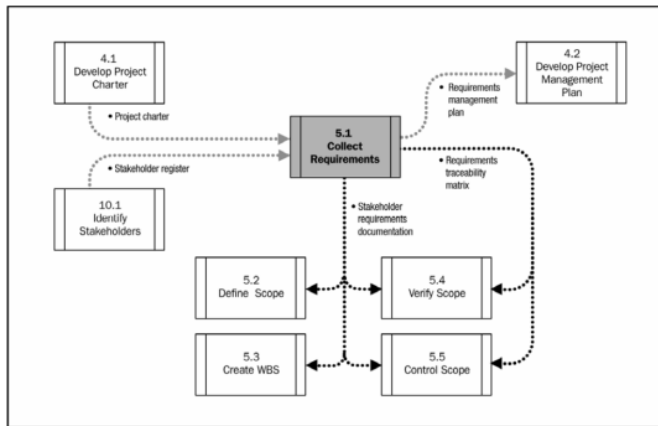 4.1
Develop Project
Charter
4.2
Develop Project
Management
Plan
• Requirements
management
plan
• Project charter
5.1
Collect
Requirements
• Stakeholder register
• Requirements
traceability
matrix
10.1
Identify
Stakeholders
• Stakeholder
requirements
documentation
5.2
Define Scope
5.4
Verify Scope
5.3
Create WBS
5.5
Control Scope